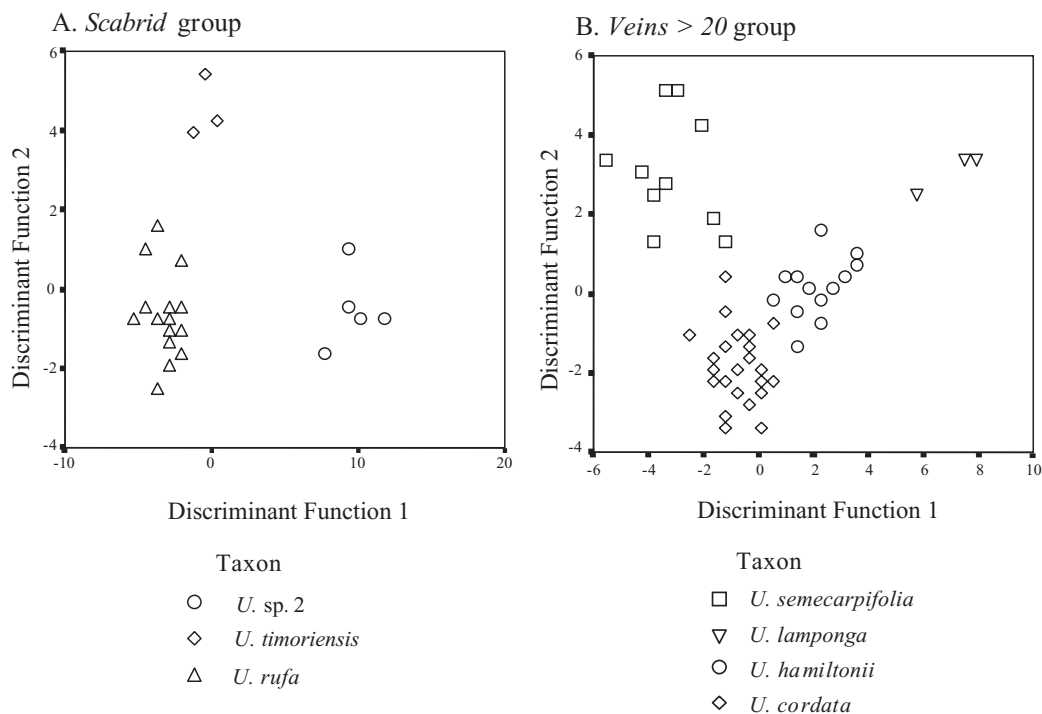 A. Scabrid group
6
4
2
0
-2
-4
-10
0
10
20
Discriminant Function 2
Discriminant Function 1
Taxon
U. sp. 2
U. timoriensis
U. rufa
B. Veins > 20 group
6
4
2
0
-2
-4
-6
-4
-2
0
2
4
6
8
10
Discriminant Function 2
Discriminant Function 1
Taxon
U. semecarpifolia
U. lamponga
U. hamiltonii
U. cordata